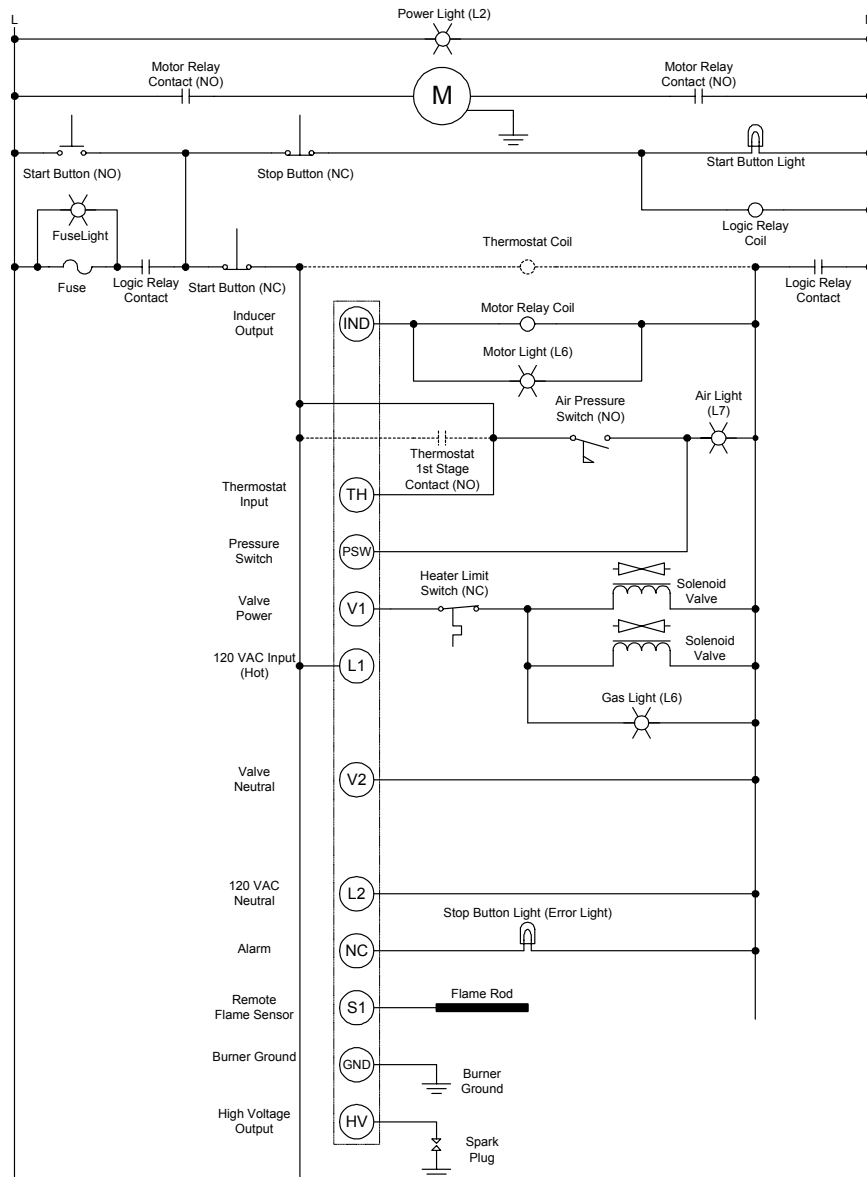 L
Power Light (L2)
Motor Relay
Contact (NO)
M
Motor Relay
Contact (NO)
Start Button (NO)
Stop Button (NC)
Start Button Light
FuseLight
Logic Relay
Coil
Thermostat Coil
Fuse
Logic Relay
Contact
Start Button (NC)
Logic Relay
Contact
Inducer
Output
IND
Motor Relay Coil
Motor Light (L6)
Air Pressure
Switch (NO)
Air Light
(L7)
Thermostat
1st Stage
Contact (NO)
Thermostat
Input
TH
Pressure
Switch
PSW
Heater Limit
Switch (NC)
Solenoid
Valve
Valve
Power
V1
Solenoid
Valve
120 VAC Input
(Hot)
L1
Gas Light (L6)
Valve
Neutral
V2
120 VAC
Neutral
L2
Stop Button Light (Error Light)
Alarm
NC
Remote
Flame Sensor
S1
Flame Rod
Burner Ground
GND
Burner
Ground
High Voltage
Output
HV
Spark
Plug